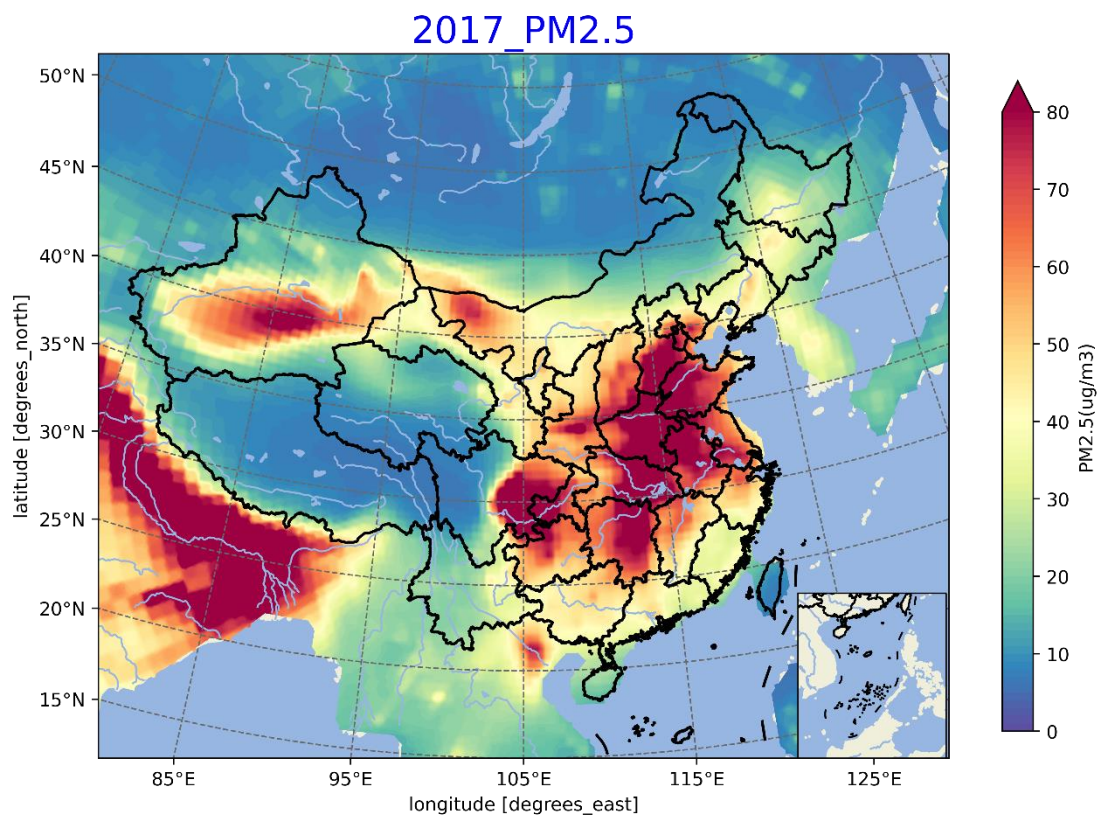 2017_PM2.5
50°N
45°N
40°N
35°N
30°N
25°N
20°N
15°N
latitude [degrees_north]
85°E
95°E
105°E
115°E
125°E
longitude [degrees_east]
80
70
60
50
40
30
20
10
0
PM2.5(ug/m3)